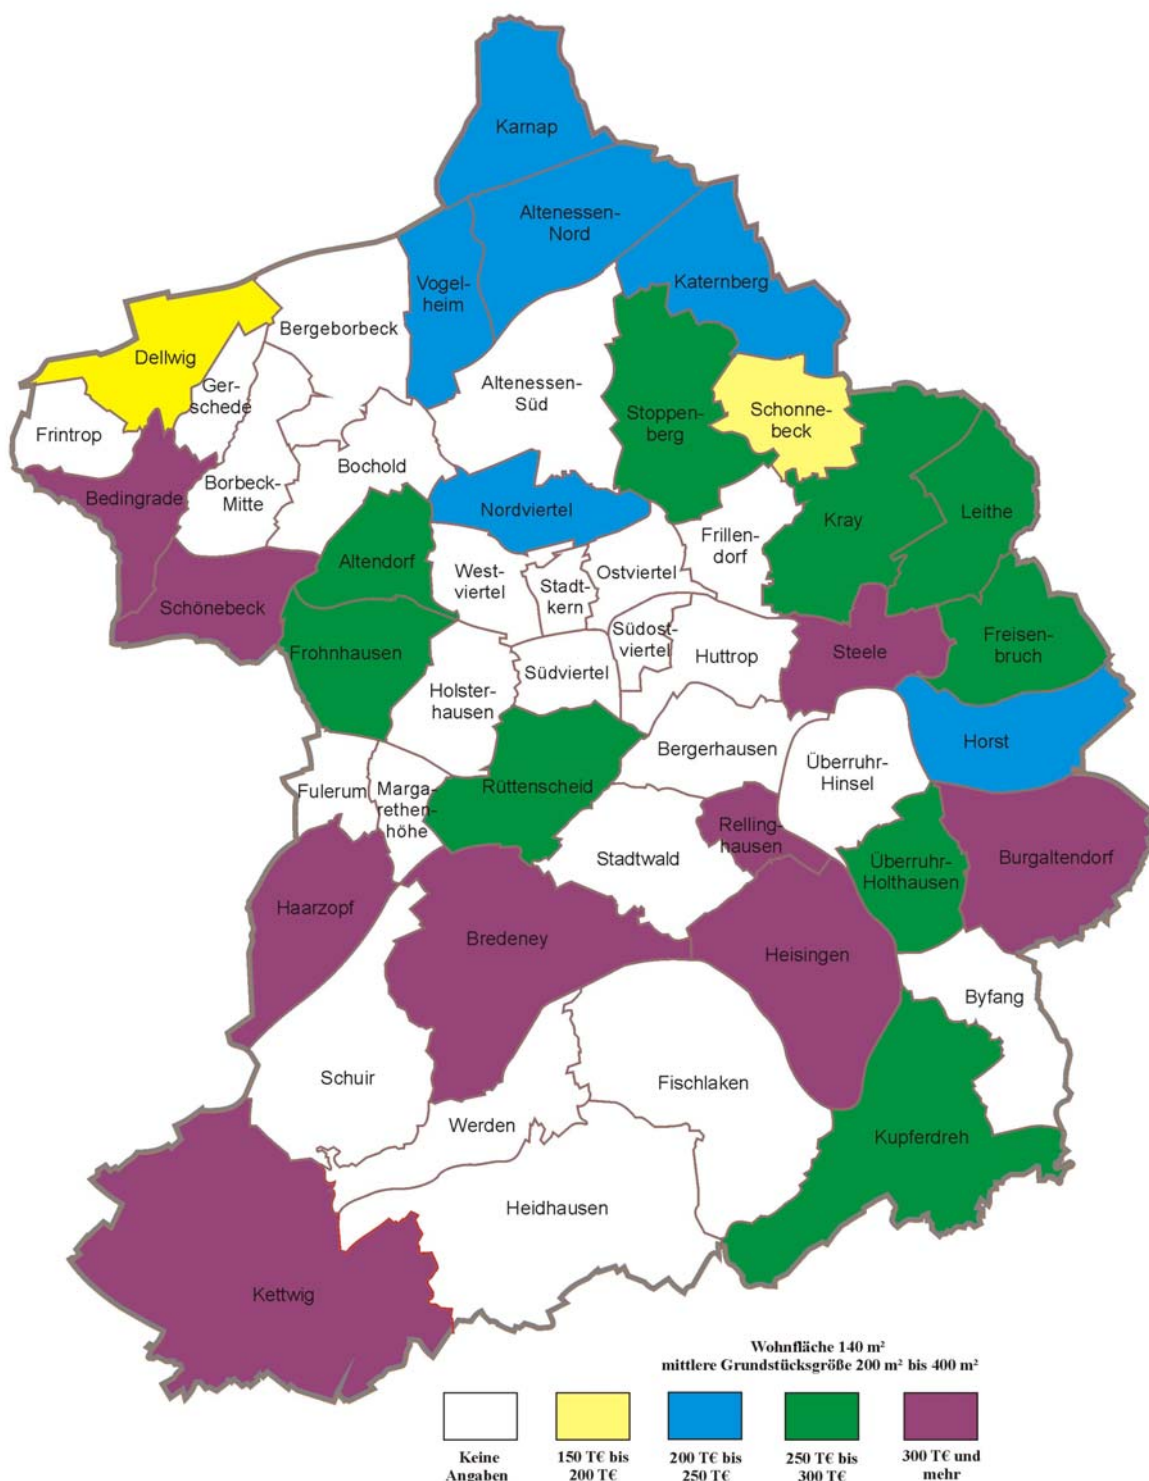 Karnap
Altenessen-
Nord
Katernberg
Vogel-
heim
Bergeborbeck
Dellwig
Ger-
schede
Altenessen-
Süd
Stoppen-
berg
Schonne-
beck
Frintrop
Bochold
Bedingrade
Borbeck-
Mitte
Nordviertel
Kray
Leithe
Frillen-
dorf
Altendorf
West-
viertel
Stadt-
kern
Ostviertel
Schönebeck
Frohnhausen
Südost-
viertel
Huttrop
Steele
Freisen-
bruch
Holster-
hausen
Südviertel
Bergerhausen
Horst
Überruhr-
Hinsel
Fulerum
Marga-
rethen-
höhe
Rüttenscheid
Relling-
hausen
Stadtwald
Überruhr-
Holthausen
Burgaltendorf
Haarzopf
Bredeney
Heisingen
Byfang
Schuir
Fischlaken
Werden
Kupferdreh
Heidhausen
Kettwig
Wohnfläche 140 m²
mittlere Grundstücksgröße 200 m² bis 400 m²
Keine
Angaben
150 T€ bis
200 T€
200 T€ bis
250 T€
250 T€ bis
300 T€
300 T€ und
mehr